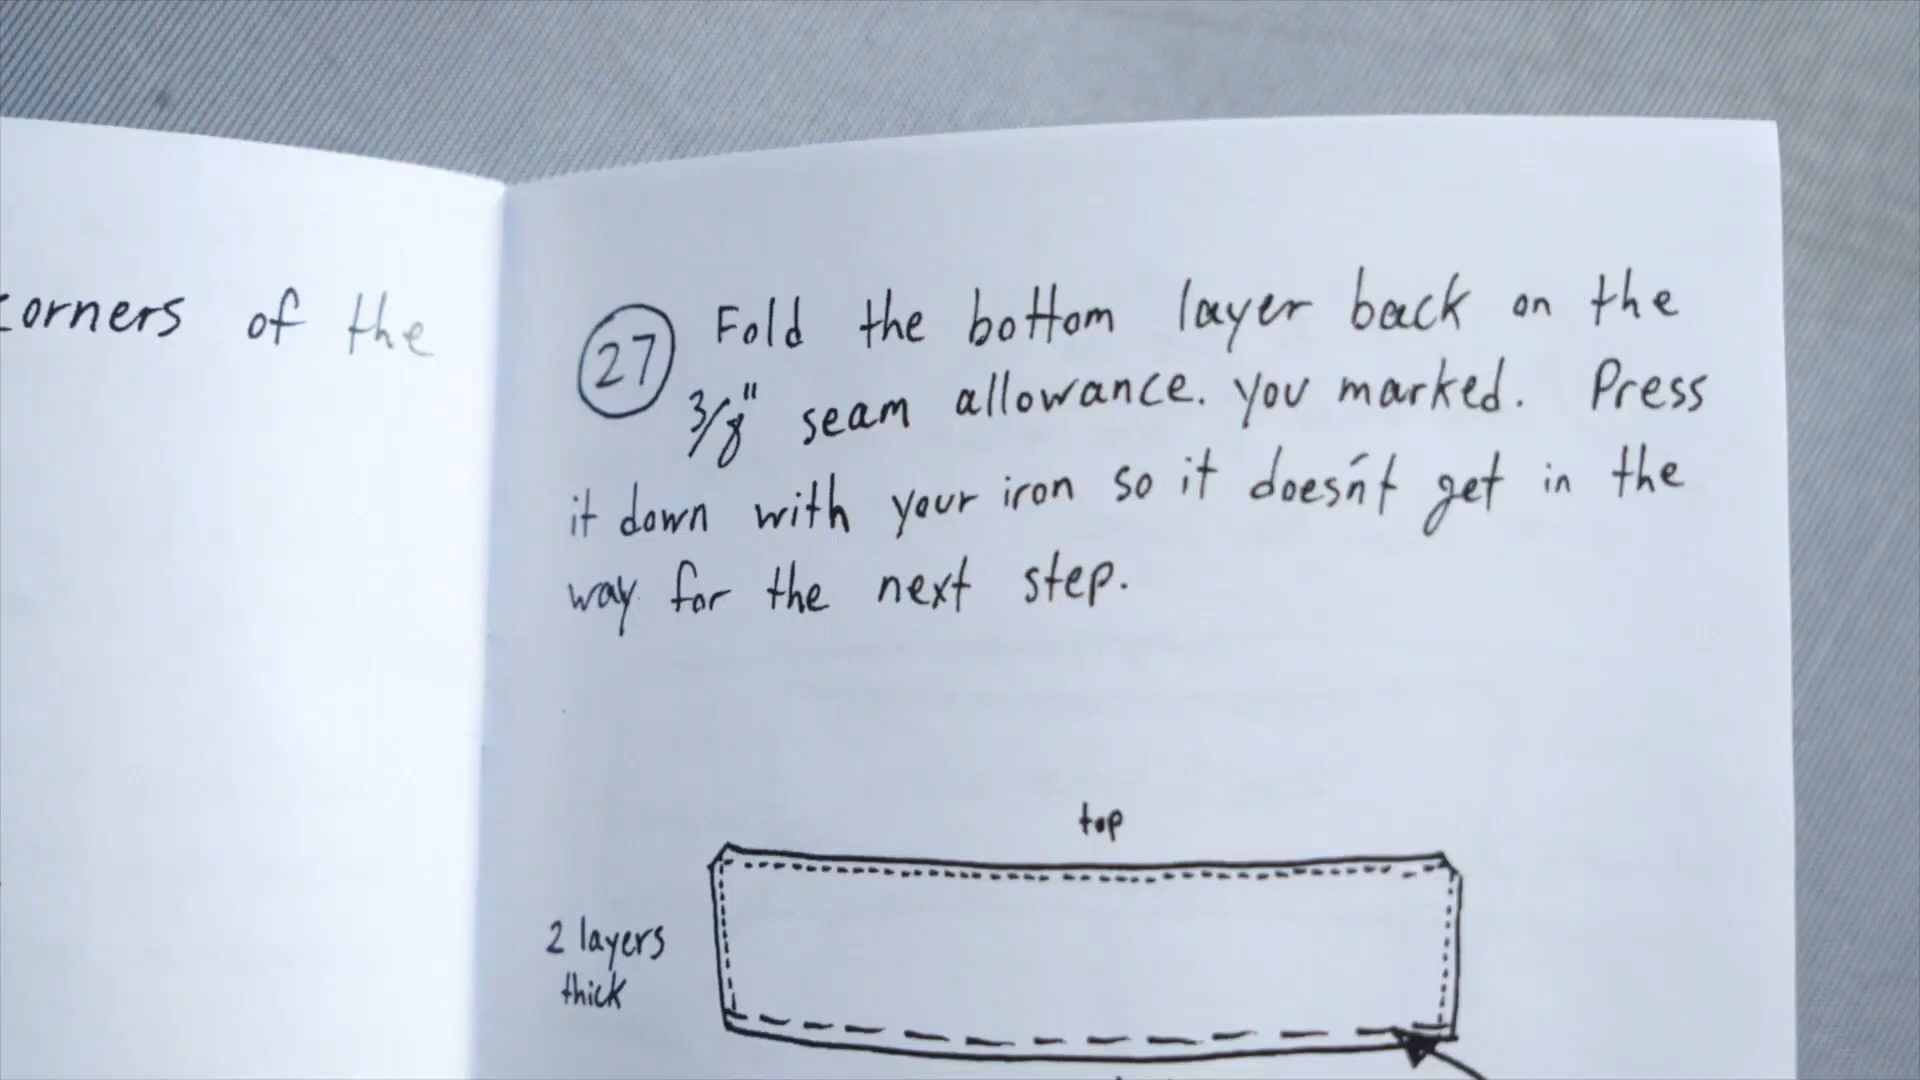 corners of the
27 Fold the bottom layer back on the
3/8" seam allowance. you marked. Press
it down with your iron so it doesn't get in the
way for the next step.
top
2 layers
thick